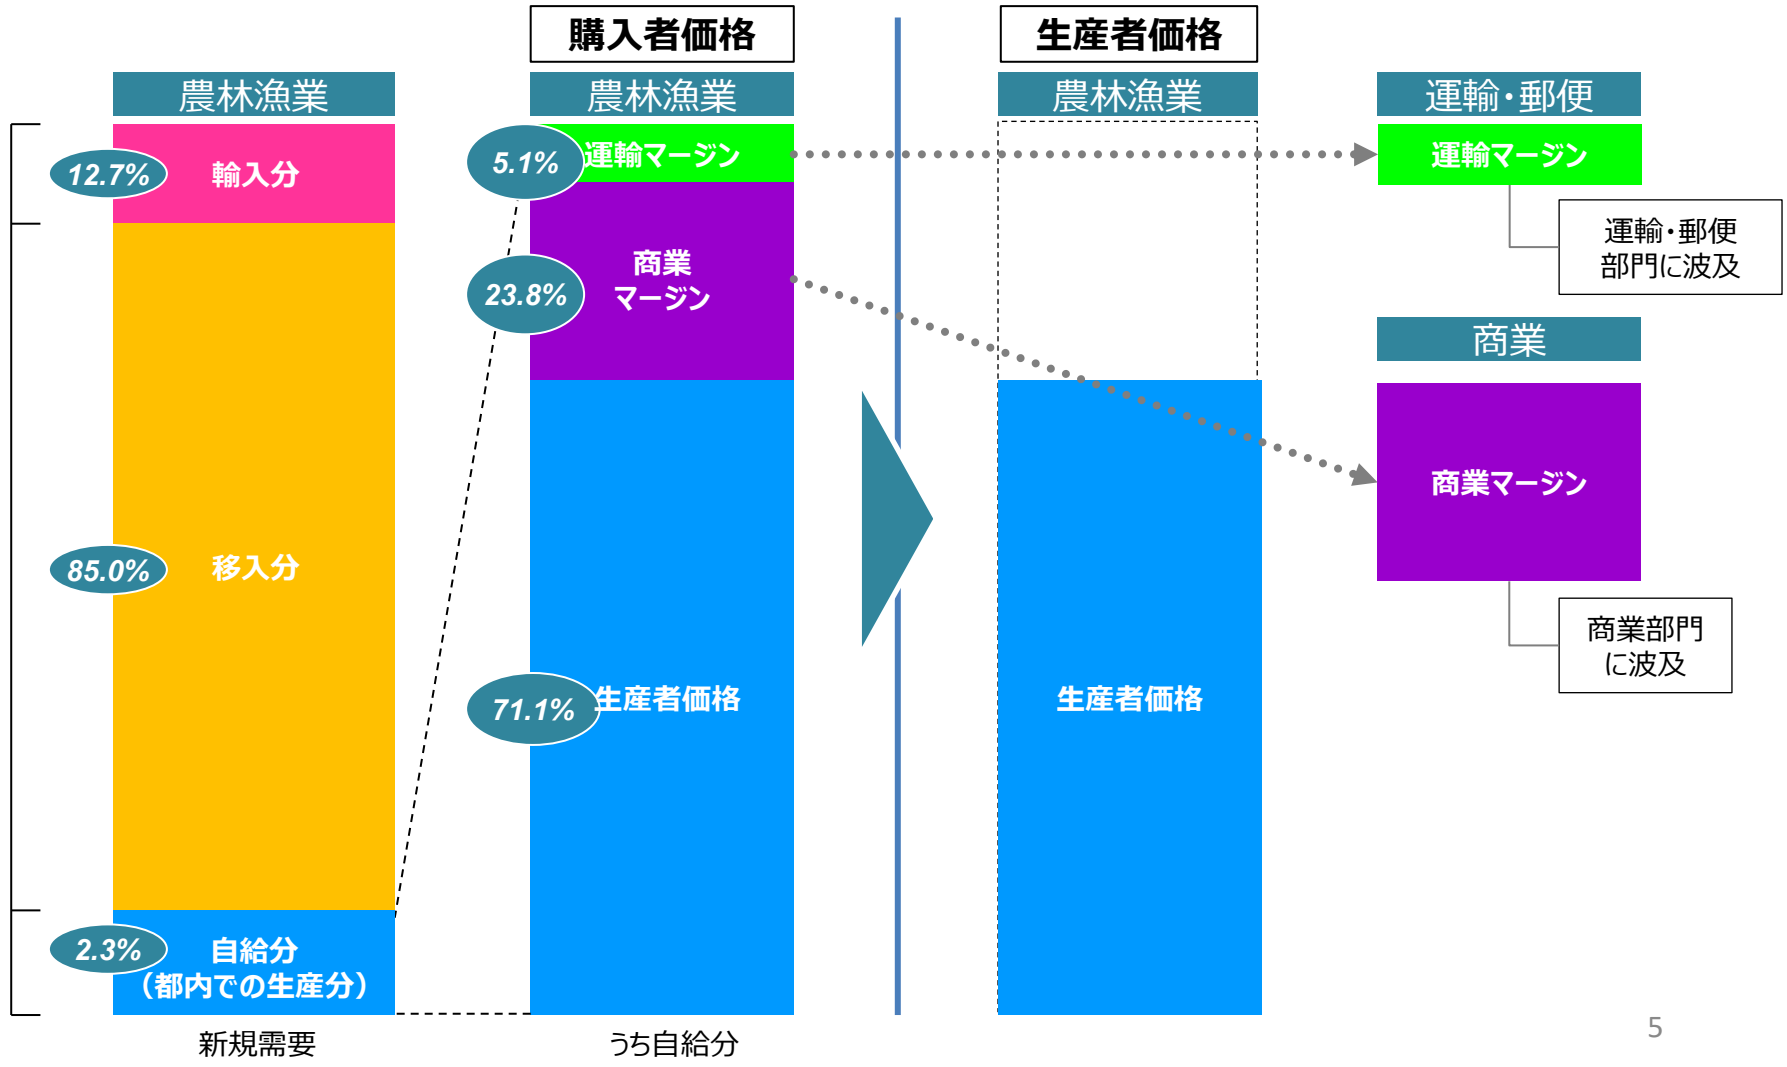 購入者価格
生産者価格
農林漁業
農林漁業
農林漁業
運輸・郵便
12.7%
輸入分
5.1%
運輸マージン
運輸マージン
運輸・郵便
部門に波及
23.8%
商業
マージン
商業
商業マージン
85.0%
移入分
商業部門
に波及
71.1%
生産者価格
生産者価格
2.3%
自給分
（都内での生産分）
新規需要
うち自給分
5